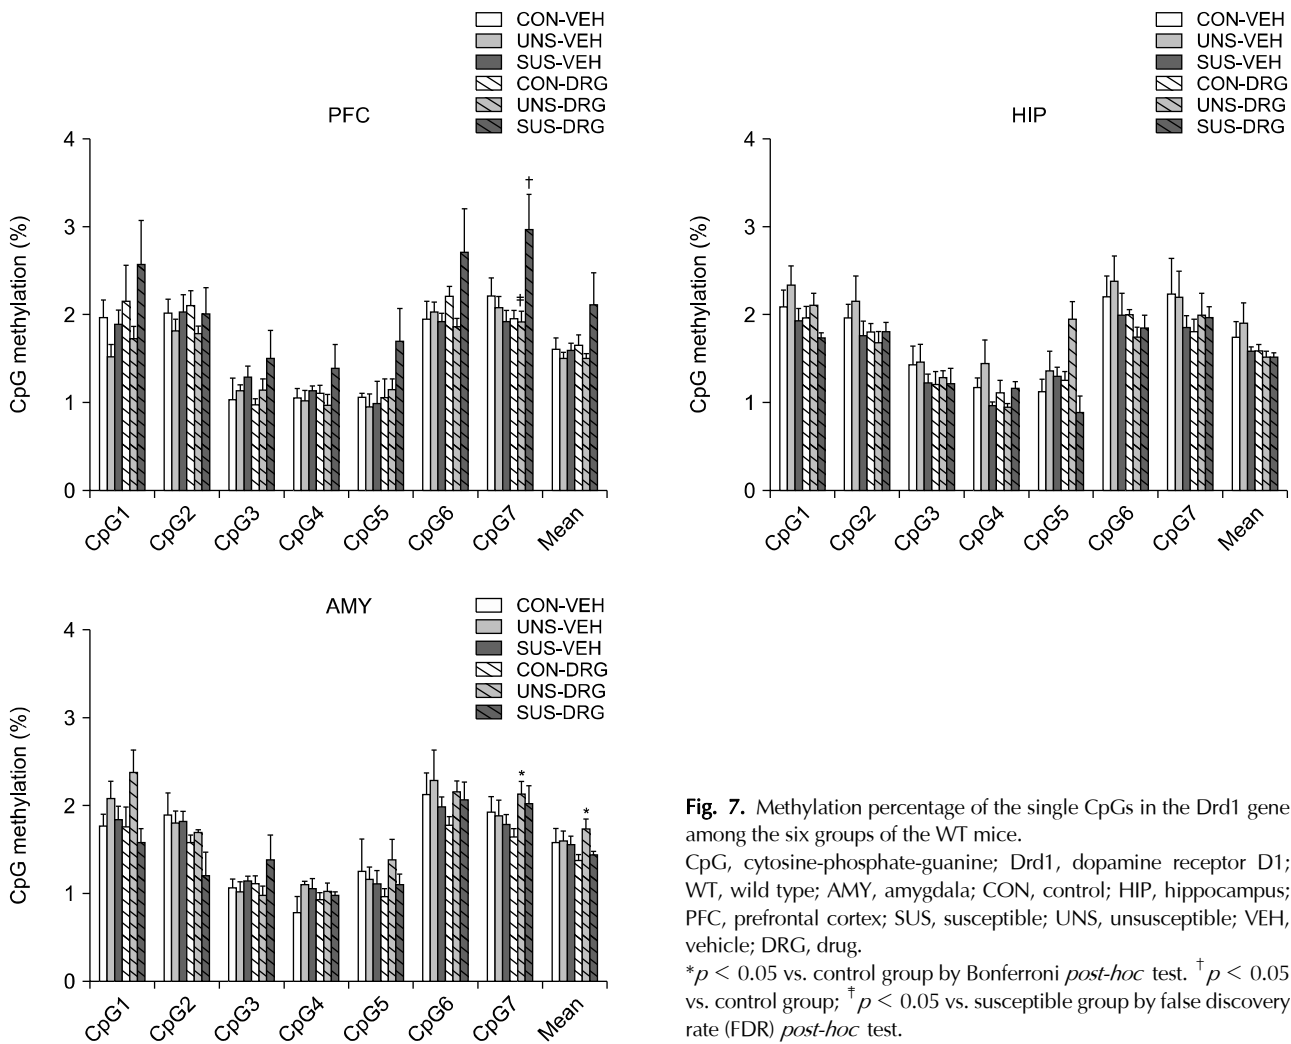 CON-VEH
UNS-VEH
SUS-VEH
CON-DRG
UNS-DRG
SUS-DRG
PFC
CpG methylation (%)
4
3
2
1
0
†
‡
CpG1
CpG2
CpG3
CpG4
CpG5
CpG6
CpG7
Mean
CON-VEH
UNS-VEH
SUS-VEH
CON-DRG
UNS-DRG
SUS-DRG
HIP
CpG methylation (%)
4
3
2
1
0
CpG1
CpG2
CpG3
CpG4
CpG5
CpG6
CpG7
Mean
CON-VEH
UNS-VEH
SUS-VEH
CON-DRG
UNS-DRG
SUS-DRG
AMY
CpG methylation (%)
4
3
2
1
0
*
*
CpG1
CpG2
CpG3
CpG4
CpG5
CpG6
CpG7
Mean
Fig. 7. Methylation percentage of the single CpGs in the Drd1 gene
among the six groups of the WT mice.
CpG, cytosine-phosphate-guanine; Drd1, dopamine receptor D1;
WT, wild type; AMY, amygdala; CON, control; HIP, hippocampus;
PFC, prefrontal cortex; SUS, susceptible; UNS, unsusceptible; VEH,
vehicle; DRG, drug.
*p < 0.05 vs. control group by Bonferroni post-hoc test. †p < 0.05
vs. control group; ‡p < 0.05 vs. susceptible group by false discovery
rate (FDR) post-hoc test.